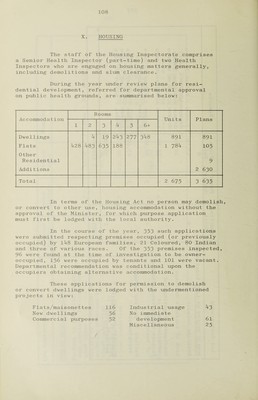 108
X. HOUSING
The staff of the Housing Inspectorate comprises
a Senior Health Inspector (part-time) and two Health
Inspectors who are engaged on housing matters generally,
including demolitions and slum clearance.
During the year under review plans for resi-
dential development, referred for departmental approval
on public health grounds, are summarised below:
Accommodation Rooms Units Plans
1 2 3 4 5 6+
Dwellings 4 19 243 277 348 891 891
Flats 428 483 635 188 1 784 105
Other
Residential 9
Additions 2 630
Total 2 675 3 635
In terms of the Housing Act no person may demolish,
or convert to other use, housing accommodation without the
approval of the Minister, for which purpose application
must first be lodged with the local authority.
In the course of the year, 353 such applications
were submitted respecting premises occupied (or previously
occupied) by 148 European families, 21 Coloured, 80 Indian
and three of various races. Of the 353 premises inspected,
96 were found at the time of investigation to be owner-
occupied, 156 were occupied by tenants and 101 were vacant.
Departmental recommendation was conditional upon the
occupiers obtaining alternative accommodation.
These applications for permission to demolish
or convert dwellings were lodged with the undermentioned
projects in view:
Flats/maisonettes 116 Industrial usage 43
New dwellings 56 No immediate
Commercial purposes 52 development 61
Miscellaneous 25